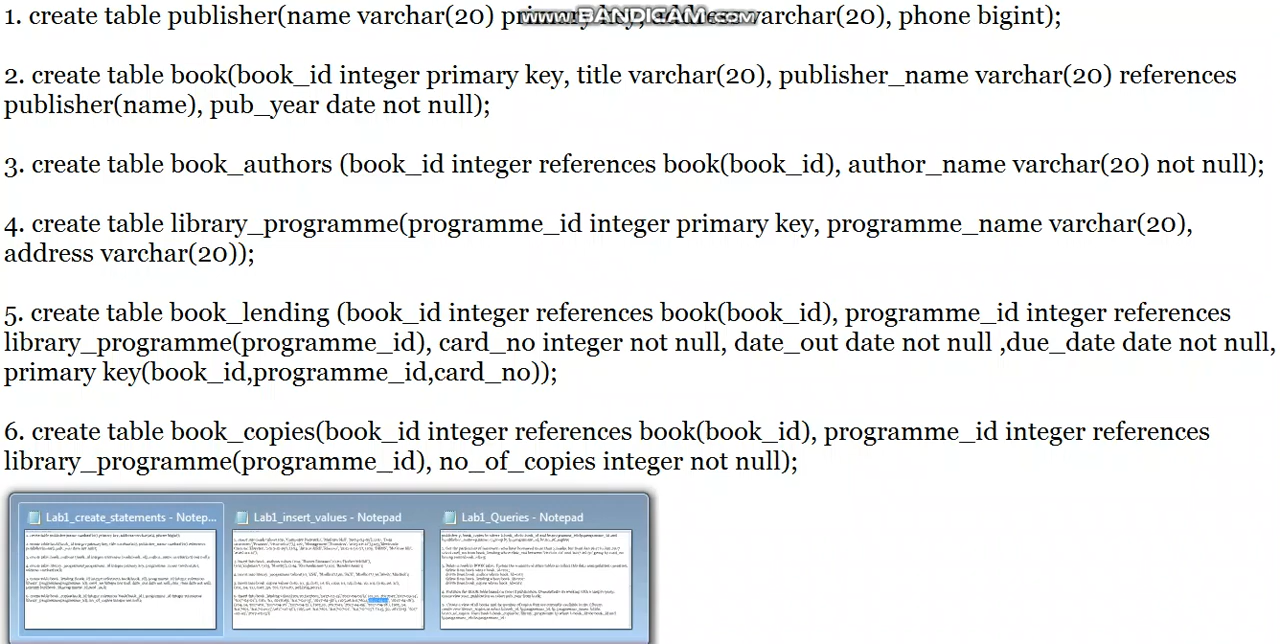 1. create table publisher(name varchar(20) primary key, address varchar(20), phone bigint);
www.BANDICAM.com
2. create table book(book_id integer primary key, title varchar(20), publisher_name varchar(20) references
publisher(name), pub_year date not null);
3. create table book_authors (book_id integer references book(book_id), author_name varchar(20) not null);
4. create table library_programme(programme_id integer primary key, programme_name varchar(20),
address varchar(20));
5. create table book_lending (book_id integer references book(book_id), programme_id integer references
library_programme(programme_id), card_no integer not null, date_out date not null ,due_date date not null,
primary key(book_id,programme_id,card_no));
6. create table book_copies(book_id integer references book(book_id), programme_id integer references
library_programme(programme_id), no_of_copies integer not null);
Lab1_create_statements - Notep...
Lab1_insert_values - Notepad
Lab1_Queries - Notepad